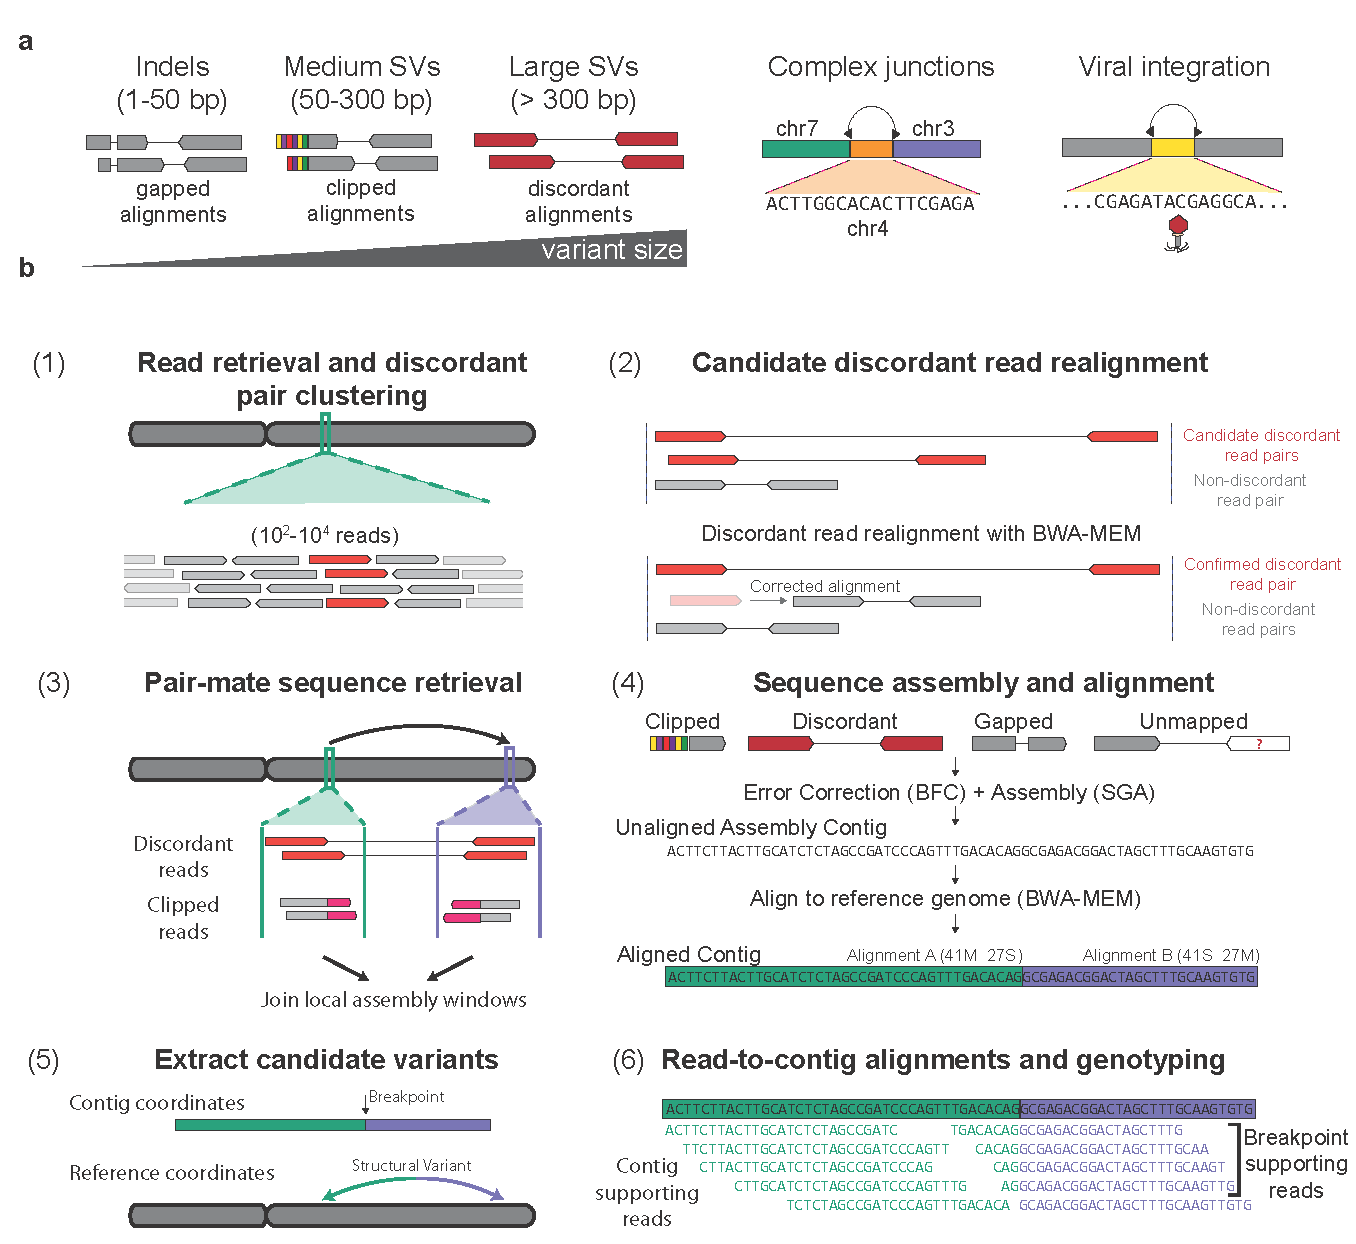 a
Indels
(1-50 bp)
Medium SVs
(50-300 bp)
Large SVs
(> 300 bp)
Complex junctions
Viral integration
gapped
alignments
clipped
alignments
discordant
alignments
variant size
chr7
chr3
ACTTGGCACACTTCGAGA
chr4
...CGAGATACGAGGCA...
b
(1)
Read retrieval and discordant
pair clustering
(10²-10⁴ reads)
(2)
Candidate discordant read realignment
Candidate discordant
read pairs
Non-discordant
read pair
Discordant read realignment with BWA-MEM
Corrected alignment
Confirmed discordant
read pair
Non-discordant
read pairs
(3)
Pair-mate sequence retrieval
Discordant
reads
Clipped
reads
Join local assembly windows
(4)
Sequence assembly and alignment
Clipped
Discordant
Gapped
Unmapped
?
Error Correction (BFC) + Assembly (SGA)
Unaligned Assembly Contig
ACTTCTTACTTGCATCTCTAGCCGATCCCAGTTTGACACAGGCGAGACGGACTAGCTTTGCAAGTGTG
Align to reference genome (BWA-MEM)
Aligned Contig
Alignment A (41M 27S)
Alignment B (41S 27M)
ACTTCTTACTTGCATCTCTAGCCGATCCCAGTTTGACACAGGCGAGACGGACTAGCTTTGCAAGTGTG
(5)
Extract candidate variants
Contig coordinates
Breakpoint
Reference coordinates
Structural Variant
(6)
Read-to-contig alignments and genotyping
ACTTCTTACTTGCATCTCTAGCCGATCCCAGTTTGACACAGGCGAGACGGACTAGCTTTGCAAGTGTG
ACTTCTTACTTGCATCTCTAGCCGATC TGACACAGGCGAGACGGACTAGCTTTG
TTCTTACTTGCATCTCTAGCCGATCCCAGTT CACAGGCGAGACGGACTAGCTTTGCAA
CTTACTTGCATCTCTAGCCGATCCCAG CAGGCGAGACGGACTAGCTTTGCAAGT
CTTGCATCTCTAGCCGATCCCAGTTTG AGGCAGACGGACTAGCTTTGCAAGTTG
TCTCTAGCCGATCCCAGTTTGACACA GCAGACGGACTAGCTTTGCAAGTTGTG
Contig
supporting
reads
Breakpoint
supporting
reads